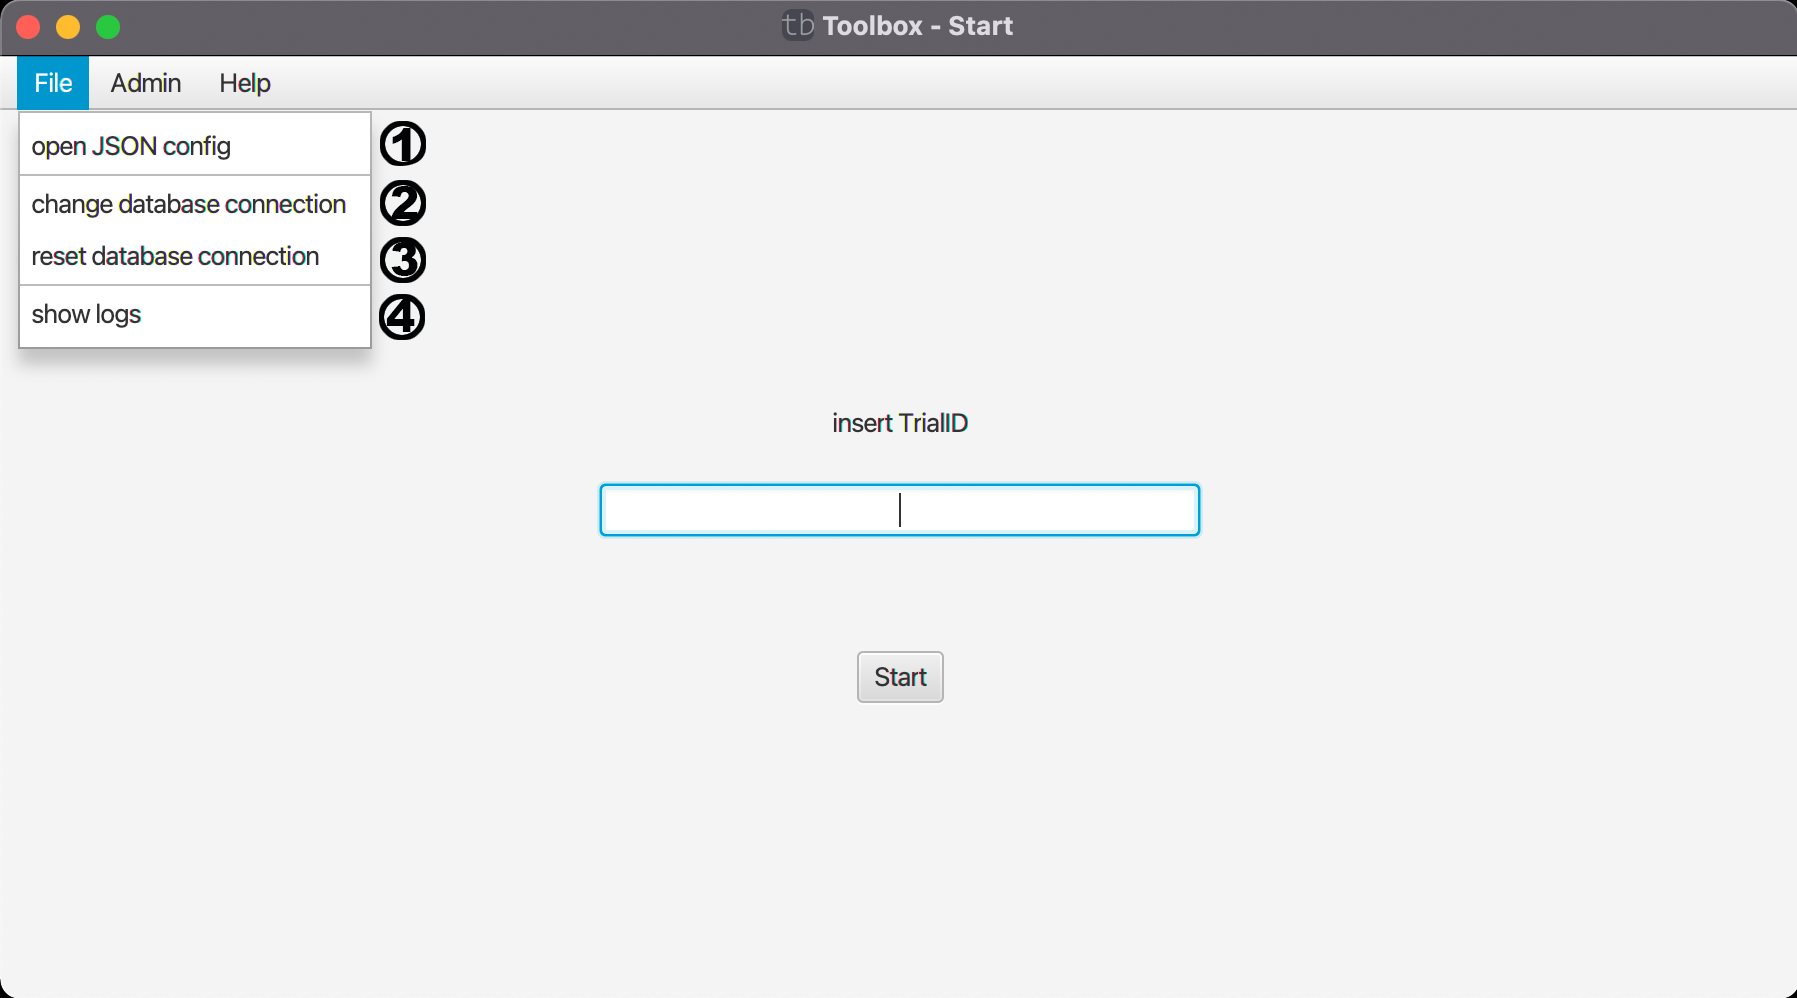 tb Toolbox - Start
File Admin Help
open JSON config ①
change database connection ②
reset database connection ③
show logs ④
insert TrialID
Start